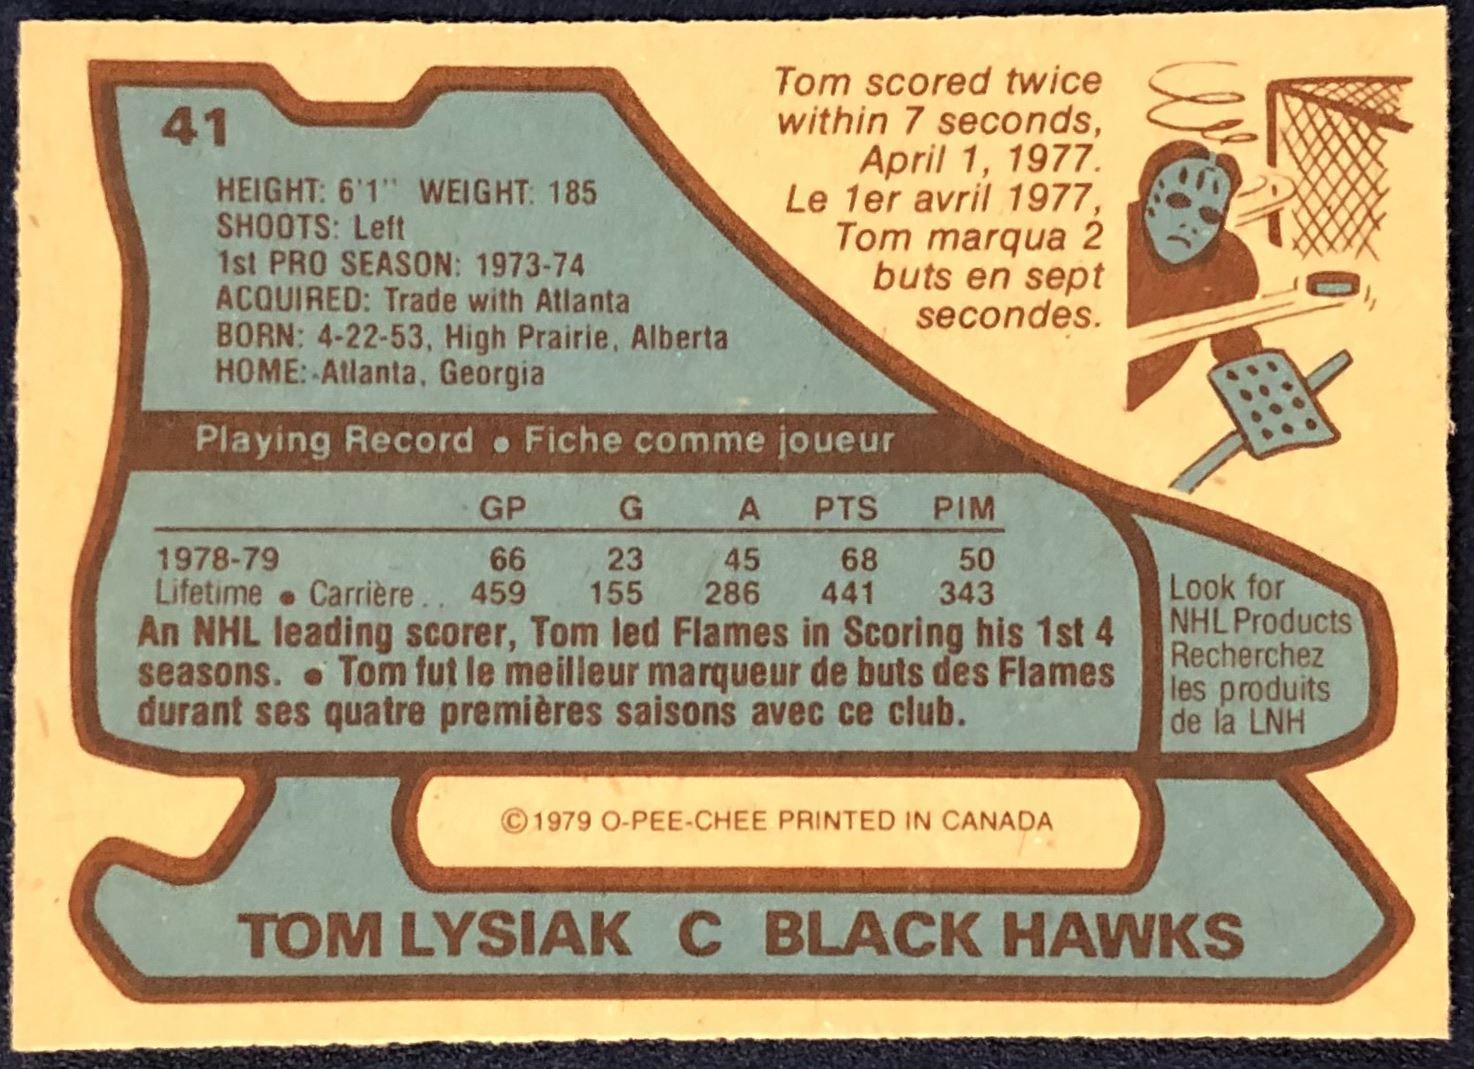 41
HEIGHT: 6'1" WEIGHT: 185
SHOOTS: Left
1st PRO SEASON: 1973-74
ACQUIRED: Trade with Atlanta
BORN: 4-22-53, High Prairie, Alberta
HOME: Atlanta, Georgia
Tom scored twice
within 7 seconds,
April 1, 1977.
Le 1er avril 1977,
Tom marqua 2
buts en sept
secondes.
Playing Record • Fiche comme joueur
GP G A PTS PIM
1978-79 66 23 45 68 50
Lifetime • Carrière.. 459 155 286 441 343
An NHL leading scorer, Tom led Flames in Scoring his 1st 4
seasons. • Tom fut le meilleur marqueur de buts des Flames
durant ses quatre premières saisons avec ce club.
Look for
NHL Products
Recherchez
les produits
de la LNH
©1979 O-PEE-CHEE PRINTED IN CANADA
TOM LYSIAK C BLACK HAWKS